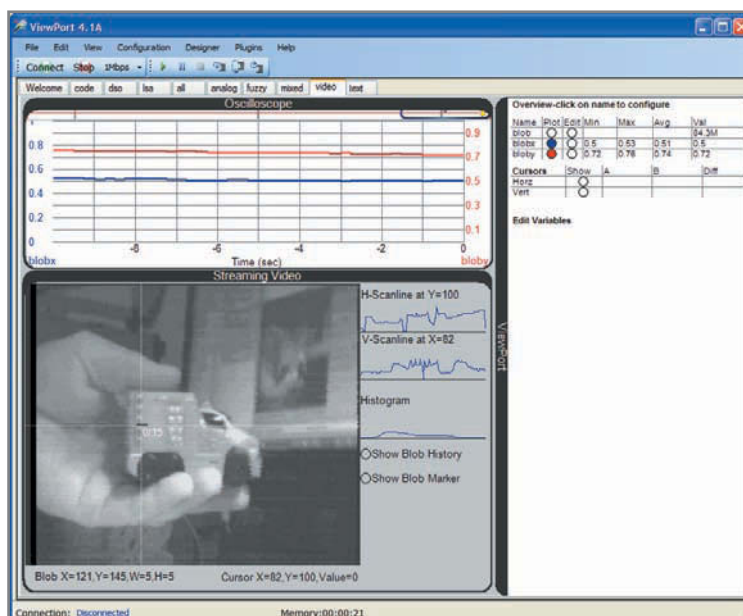 ViewPort 4.1A
File Edit View Configuration Designer Plugins Help
Connect Stop 1Mbps
Welcome code dso lsa all analog fuzzy mixed video text
Oscilloscope
1
0.8
0.6
0.4
0.2
0
0.9
0.7
0.5
0.3
0.1
-8 -6 -4 -2 0
blobx Time (sec) bloby
Streaming Video
H-Scanline at Y=100
V-Scanline at X=82
Histogram
Show Blob History
Show Blob Marker
Blob X=121,Y=145,W=5,H=5 Cursor X=82,Y=100,Value=0
ViewPort
Overview-click on name to configure
Name Plot Edit Min Max Avg Val
blob 84.3M
blobx 0.5 0.53 0.51 0.5
bloby 0.72 0.76 0.74 0.72
Cursors Show A B Diff
Horz
Vert
Edit Variables
Connection: Disconnected Memory:00:00:21